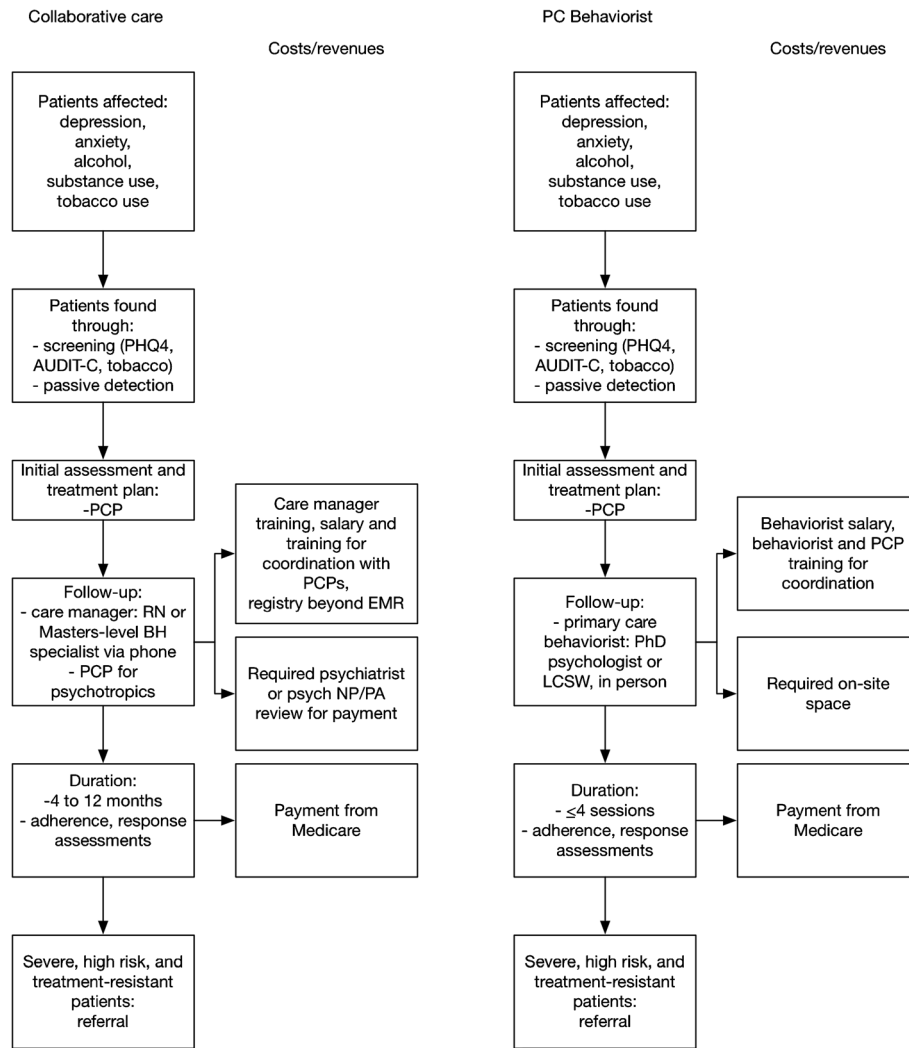 Collaborative care
Costs/revenues
Patients affected:
depression,
anxiety,
alcohol,
substance use,
tobacco use
Patients found
through:
- screening (PHQ4,
AUDIT-C, tobacco)
- passive detection
Initial assessment and
treatment plan:
-PCP
Follow-up:
- care manager: RN or
Masters-level BH
specialist via phone
- PCP for
psychotropics
Care manager
training, salary and
training for
coordination with
PCPs,
registry beyond EMR
Required psychiatrist
or psych NP/PA
review for payment
Duration:
-4 to 12 months
- adherence, response
assessments
Payment from
Medicare
Severe, high risk, and
treatment-resistant
patients:
referral
PC Behaviorist
Costs/revenues
Patients affected:
depression,
anxiety,
alcohol,
substance use,
tobacco use
Patients found
through:
- screening (PHQ4,
AUDIT-C, tobacco)
- passive detection
Initial assessment and
treatment plan:
-PCP
Follow-up:
- primary care
behaviorist: PhD
psychologist or
LCSW, in person
Behaviorist salary,
behaviorist and PCP
training for
coordination
Required on-site
space
Duration:
- ≤4 sessions
- adherence, response
assessments
Payment from
Medicare
Severe, high risk, and
treatment-resistant
patients:
referral